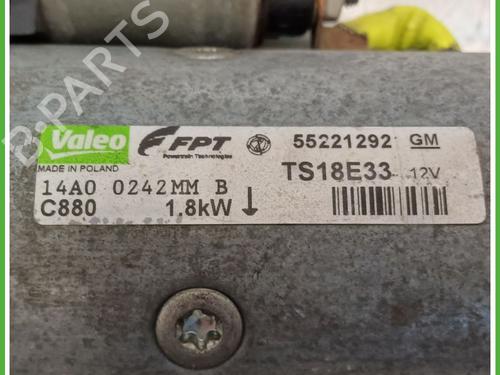 Valeo
MADE IN POLAND
FPT
Powertrain Technologies
55221292 GM
TS18E33 12V
14A0 0242MM B
C880 1.8kW ↓
B-PARTS